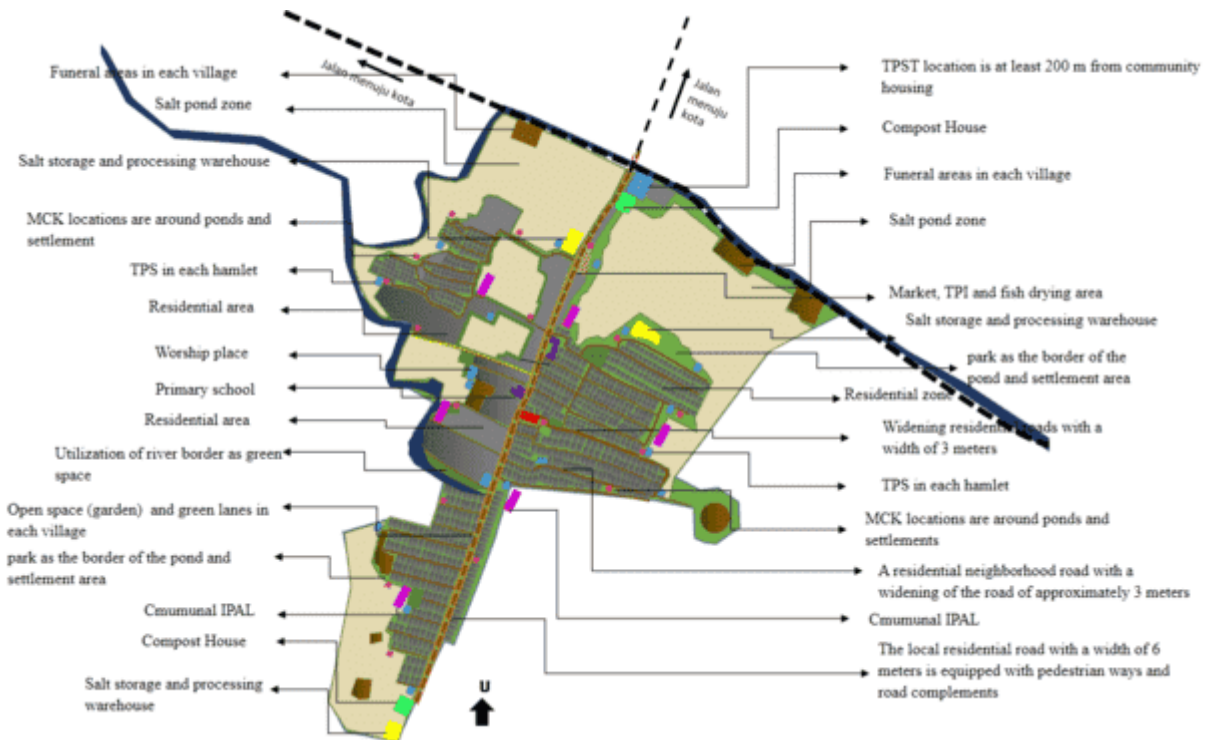 Funeral areas in each village
Salt pond zone
Salt storage and processing warehouse
MCK locations are around ponds and
settlement
TPS in each hamlet
Residential area
Worship place
Primary school
Residential area
Utilization of river border as green
space
Open space (garden) and green lanes in
each village
park as the border of the pond and
settlement area
Cmumunal IPAL
Compost House
Salt storage and processing
warehouse
Jalan menuju kota
Jalan
menuju
kota
U
TPST location is at least 200 m from community
housing
Compost House
Funeral areas in each village
Salt pond zone
Market, TPI and fish drying area
Salt storage and processing warehouse
park as the border of the
pond and settlement area
Residential zone
Widening residential roads with a
width of 3 meters
TPS in each hamlet
MCK locations are around ponds and
settlements
A residential neighborhood road with a
widening of the road of approximately 3 meters
Cmumunal IPAL
The local residential road with a width of 6
meters is equipped with pedestrian ways and
road complements